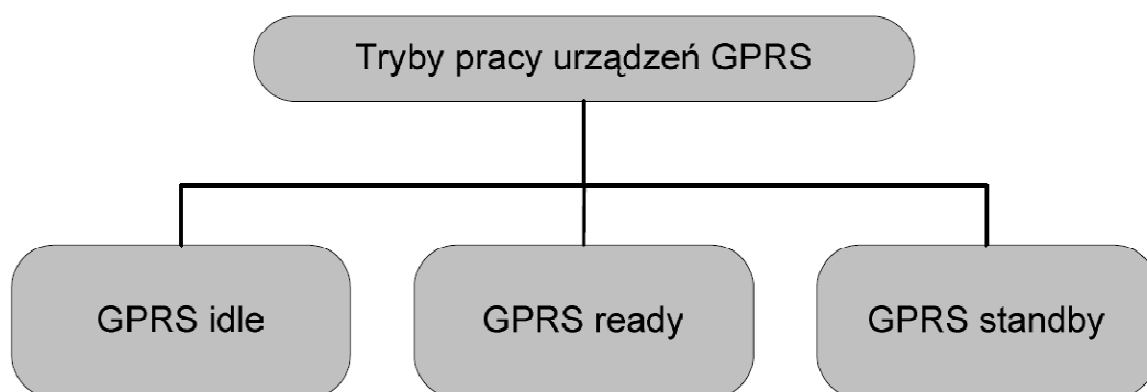 Tryby pracy urządzeń GPRS
GPRS idle
GPRS ready
GPRS standby